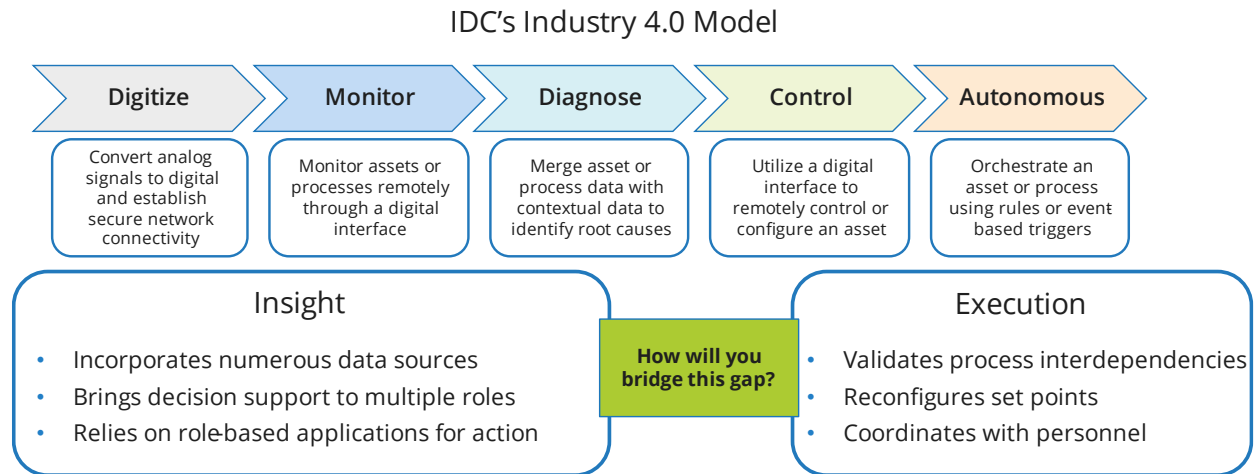 IDC’s Industry 4.0 Model
Digitize
Monitor
Diagnose
Control
Autonomous
Convert analog
signals to digital
and establish
secure network
connectivity
Monitor assets or
processes remotely
through a digital
interface
Merge asset or
process data with
contextual data to
identify root causes
Utilize a digital
interface to
remotely control or
configure an asset
Orchestrate an
asset or process
using rules or event-
based triggers
Insight
• Incorporates numerous data sources
• Brings decision support to multiple roles
• Relies on role-based applications for action
How will you
bridge this gap?
Execution
• Validates process interdependencies
• Reconfigures set points
• Coordinates with personnel